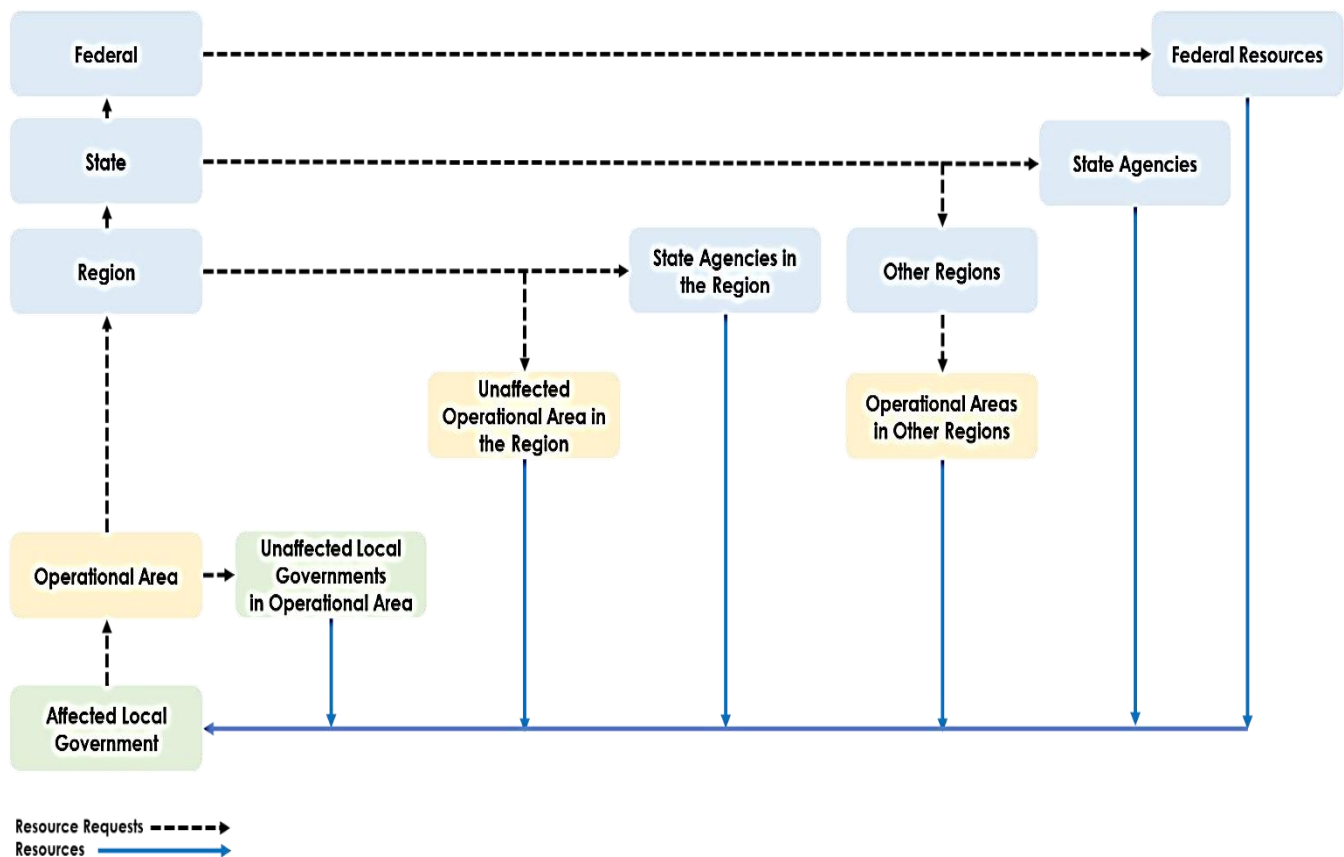 Federal
Federal Resources
State
State Agencies
Region
State Agencies in
the Region
Other Regions
Unaffected
Operational Area in
the Region
Operational Areas
in Other Regions
Operational Area
Unaffected Local
Governments
in Operational Area
Affected Local
Government
Resource Requests
Resources